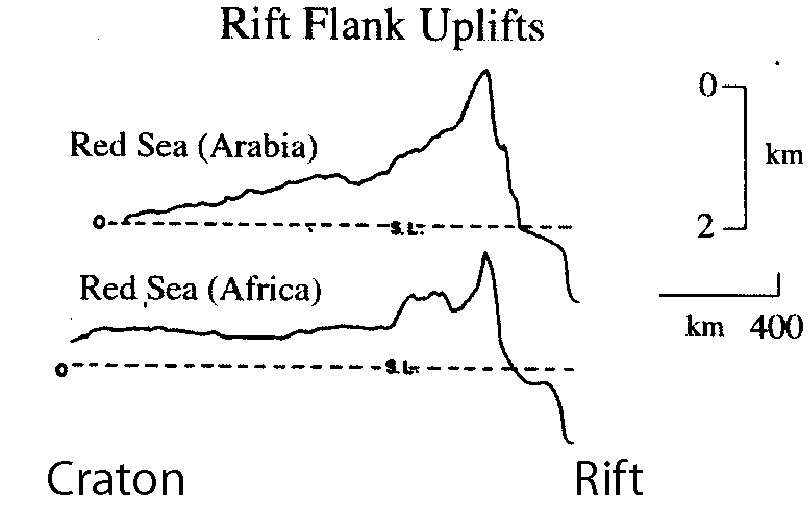 Rift Flank Uplifts
0
Red Sea (Arabia)
km
0
S.L.
2
Red Sea (Africa)
km 400
0
S.L.
Craton
Rift